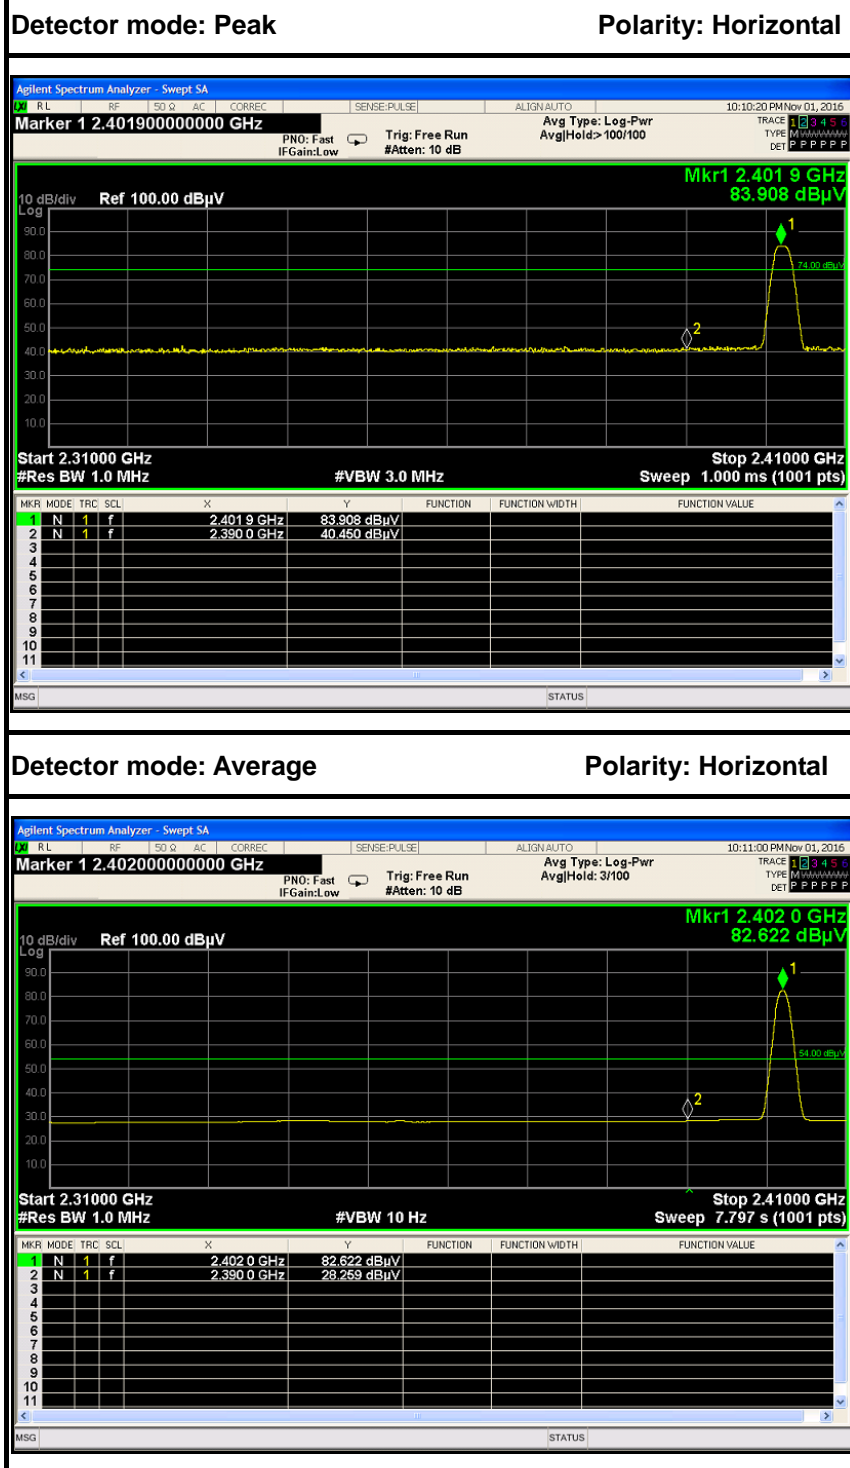 Detector mode: Peak Polarity: Horizontal
Agilent Spectrum Analyzer - Swept SA
LXI RL RF 50 Ω AC CORREC SENSE:PULSE ALIGN AUTO 10:10:20 PM Nov 01, 2016
Marker 1 2.401900000000 GHz
PNO: Fast
IFGain:Low
Trig: Free Run
#Atten: 10 dB
Avg Type: Log-Pwr
Avg|Hold:> 100/100
TRACE 1 2 3 4 5 6
TYPE M
DET P P P P P P
Mkr1 2.401 9 GHz
83.908 dBµV
10 dB/div Ref 100.00 dBµV
Log
1
90.0
80.0
74.00 dBµV
70.0
60.0
50.0
2
40.0
30.0
20.0
10.0
Start 2.31000 GHz Stop 2.41000 GHz
#Res BW 1.0 MHz #VBW 3.0 MHz Sweep 1.000 ms (1001 pts)
MKR MODE TRC SCL X Y FUNCTION FUNCTION WIDTH FUNCTION VALUE
1 N 1 f 2.401 9 GHz 83.908 dBµV
2 N 1 f 2.390 0 GHz 40.450 dBµV
3
4
5
6
7
8
9
10
11
MSG STATUS
Detector mode: Average Polarity: Horizontal
Agilent Spectrum Analyzer - Swept SA
LXI RL RF 50 Ω AC CORREC SENSE:PULSE ALIGN AUTO 10:11:00 PM Nov 01, 2016
Marker 1 2.402000000000 GHz
PNO: Fast
IFGain:Low
Trig: Free Run
#Atten: 10 dB
Avg Type: Log-Pwr
Avg|Hold: 3/100
TRACE 1 2 3 4 5 6
TYPE M
DET P P P P P P
Mkr1 2.402 0 GHz
82.622 dBµV
10 dB/div Ref 100.00 dBµV
Log
1
90.0
80.0
70.0
60.0
54.00 dBµV
50.0
40.0
2
30.0
20.0
10.0
Start 2.31000 GHz Stop 2.41000 GHz
#Res BW 1.0 MHz #VBW 10 Hz Sweep 7.797 s (1001 pts)
MKR MODE TRC SCL X Y FUNCTION FUNCTION WIDTH FUNCTION VALUE
1 N 1 f 2.402 0 GHz 82.622 dBµV
2 N 1 f 2.390 0 GHz 28.259 dBµV
3
4
5
6
7
8
9
10
11
MSG STATUS